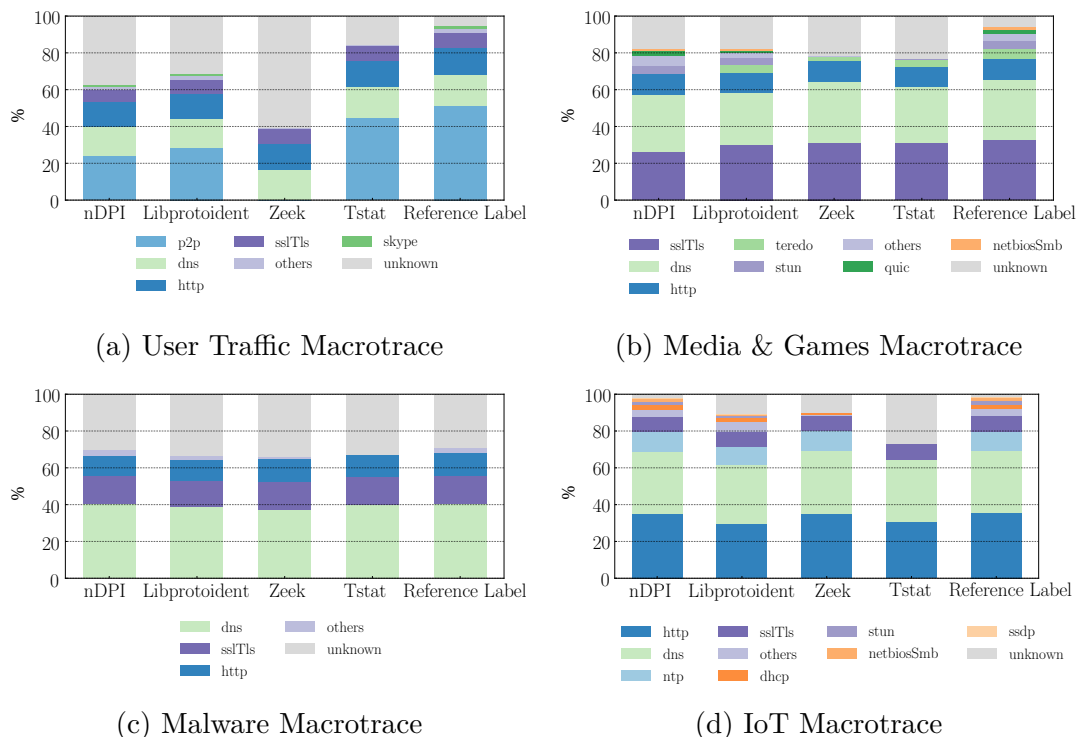 100
80
60
40
20
0
%
nDPI Libprotoident Zeek Tstat Reference Label
p2p sslTls skype
dns others unknown
http
(a) User Traffic Macrotrace
100
80
60
40
20
0
%
nDPI Libprotoident Zeek Tstat Reference Label
sslTls teredo others netbiosSmb
dns stun quic unknown
http
(b) Media & Games Macrotrace
100
80
60
40
20
0
%
nDPI Libprotoident Zeek Tstat Reference Label
dns others
sslTls unknown
http
(c) Malware Macrotrace
100
80
60
40
20
0
%
nDPI Libprotoident Zeek Tstat Reference Label
http sslTls stun ssdp
dns others netbiosSmb unknown
ntp dhcp
(d) IoT Macrotrace